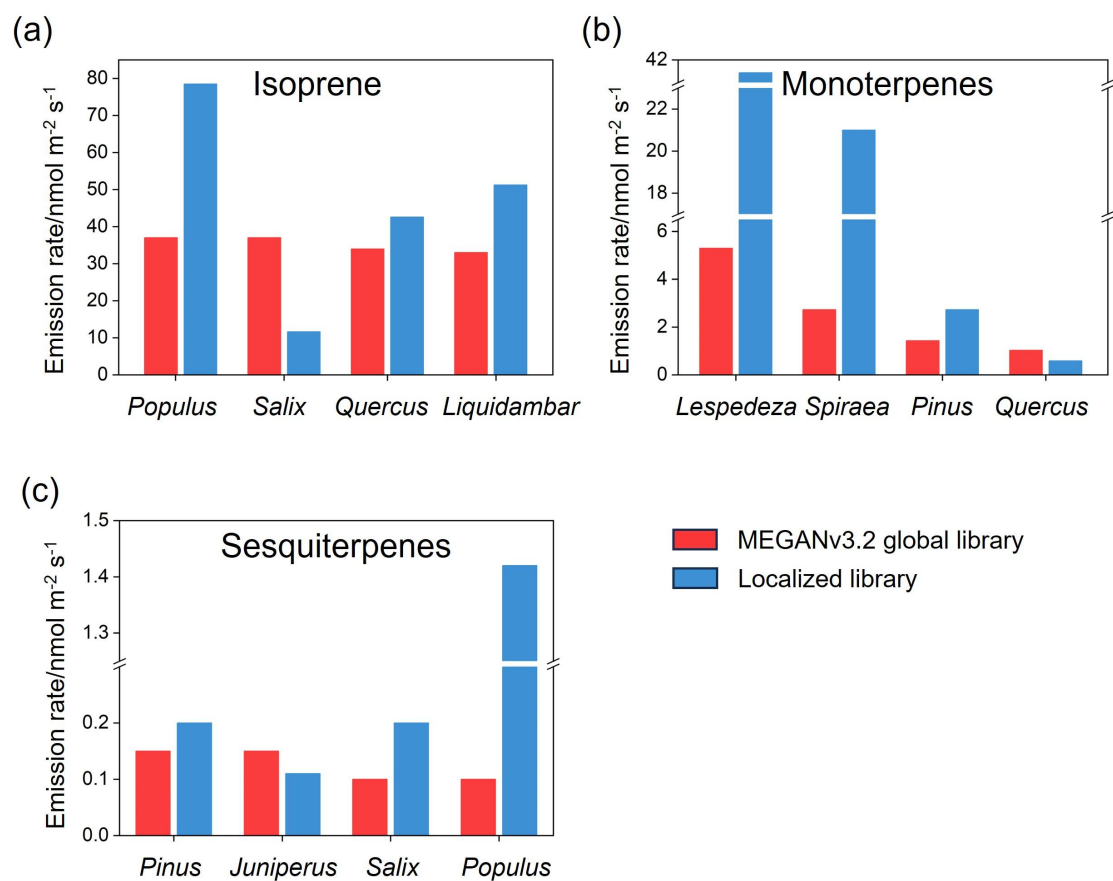 (a)
Isoprene
Emission rate/nmol m⁻² s⁻¹
80
70
60
50
40
30
20
10
0
Populus Salix Quercus Liquidambar
(b)
Monoterpenes
Emission rate/nmol m⁻² s⁻¹
42
22
20
18
6
4
2
0
Lespedeza Spiraea Pinus Quercus
(c)
Sesquiterpenes
Emission rate/nmol m⁻² s⁻¹
1.5
1.4
1.3
0.2
0.1
0.0
Pinus Juniperus Salix Populus
MEGANv3.2 global library
Localized library